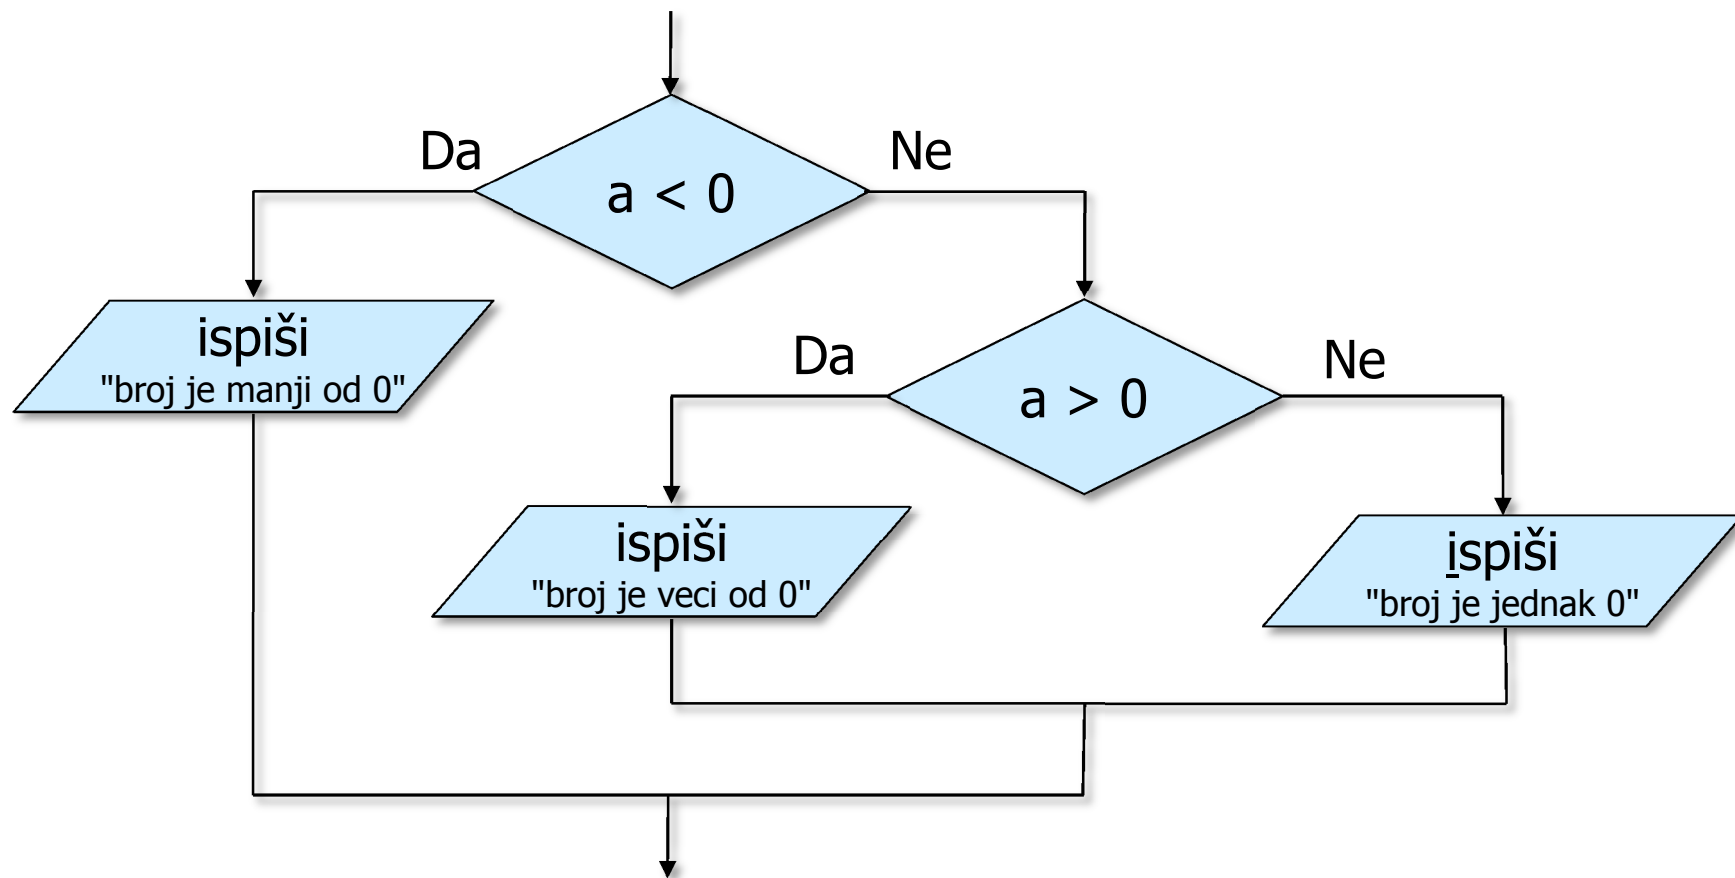 Da
Ne
a < 0
ispiši
"broj je manji od 0"
Da
Ne
a > 0
ispiši
"broj je veci od 0"
ispiši
"broj je jednak 0"